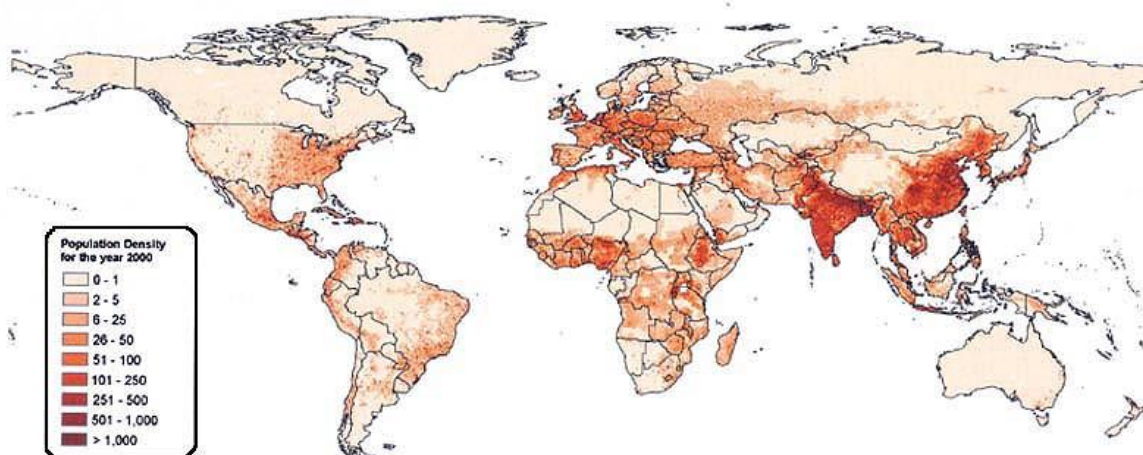 Population Density
for the year 2000
0 - 1
2 - 5
6 - 25
26 - 50
51 - 100
101 - 250
251 - 500
501 - 1,000
> 1,000